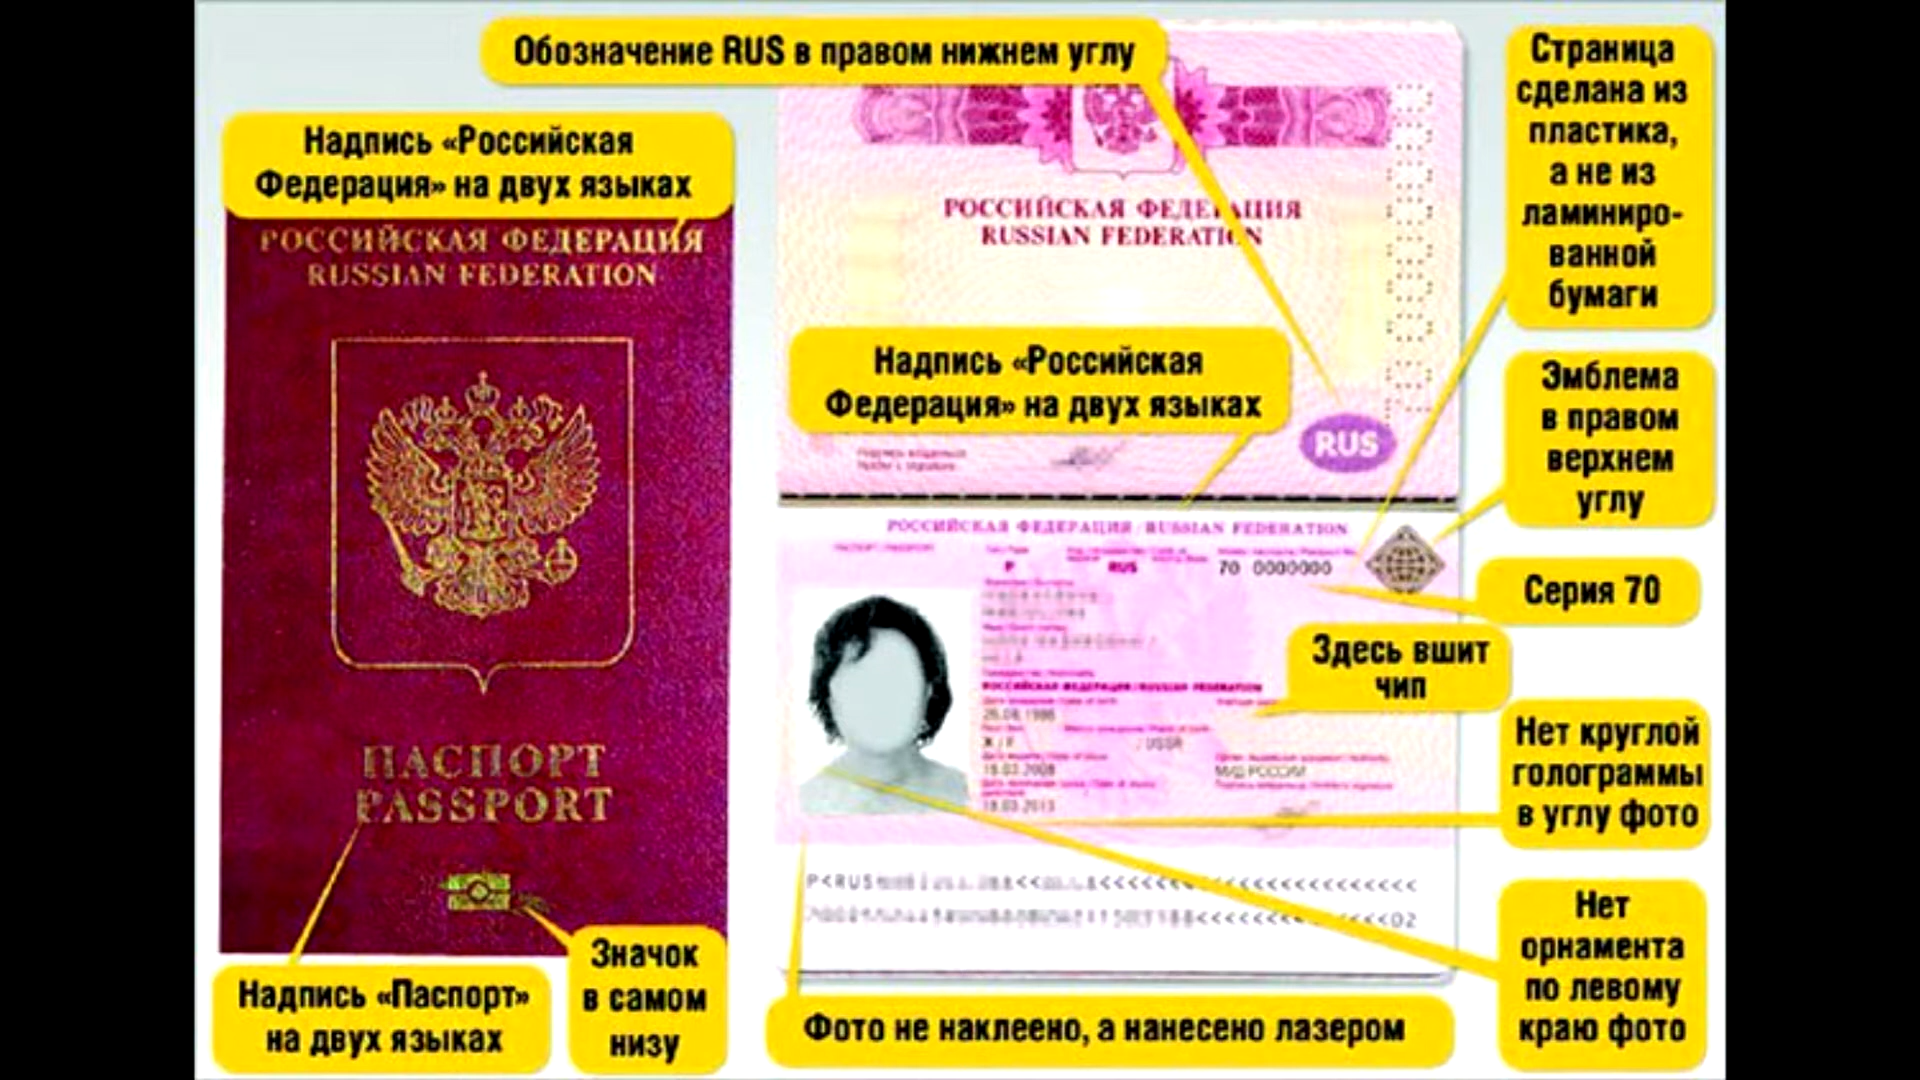 Обозначение RUS в правом нижнем углу
Страница
сделана из
пластика,
а не из
ламиниро-
ванной
бумаги
Надпись «Российская
Федерация» на двух языках
РОССИЙСКАЯ ФЕДЕРАЦИЯ
RUSSIAN FEDERATION
РОССИЙСКАЯ ФЕДЕРАЦИЯ
RUSSIAN FEDERATION
Надпись «Российская
Федерация» на двух языках
RUS
Эмблема
в правом
верхнем
углу
РОССИЙСКАЯ ФЕДЕРАЦИЯ / RUSSIAN FEDERATION
P RUS 70 0000000
Серия 70
Здесь вшит
чип
РОССИЙСКАЯ ФЕДЕРАЦИЯ / RUSSIAN FEDERATION
26.08.1986
Ж / F / USSR
18.03.2008
МИД РОССИИ
18.03.2013
Нет круглой
голограммы
в углу фото
ПАСПОРТ
PASSPORT
P<RUS
Нет
орнамента
по левому
краю фото
Значок
в самом
низу
Надпись «Паспорт»
на двух языках
Фото не наклеено, а нанесено лазером